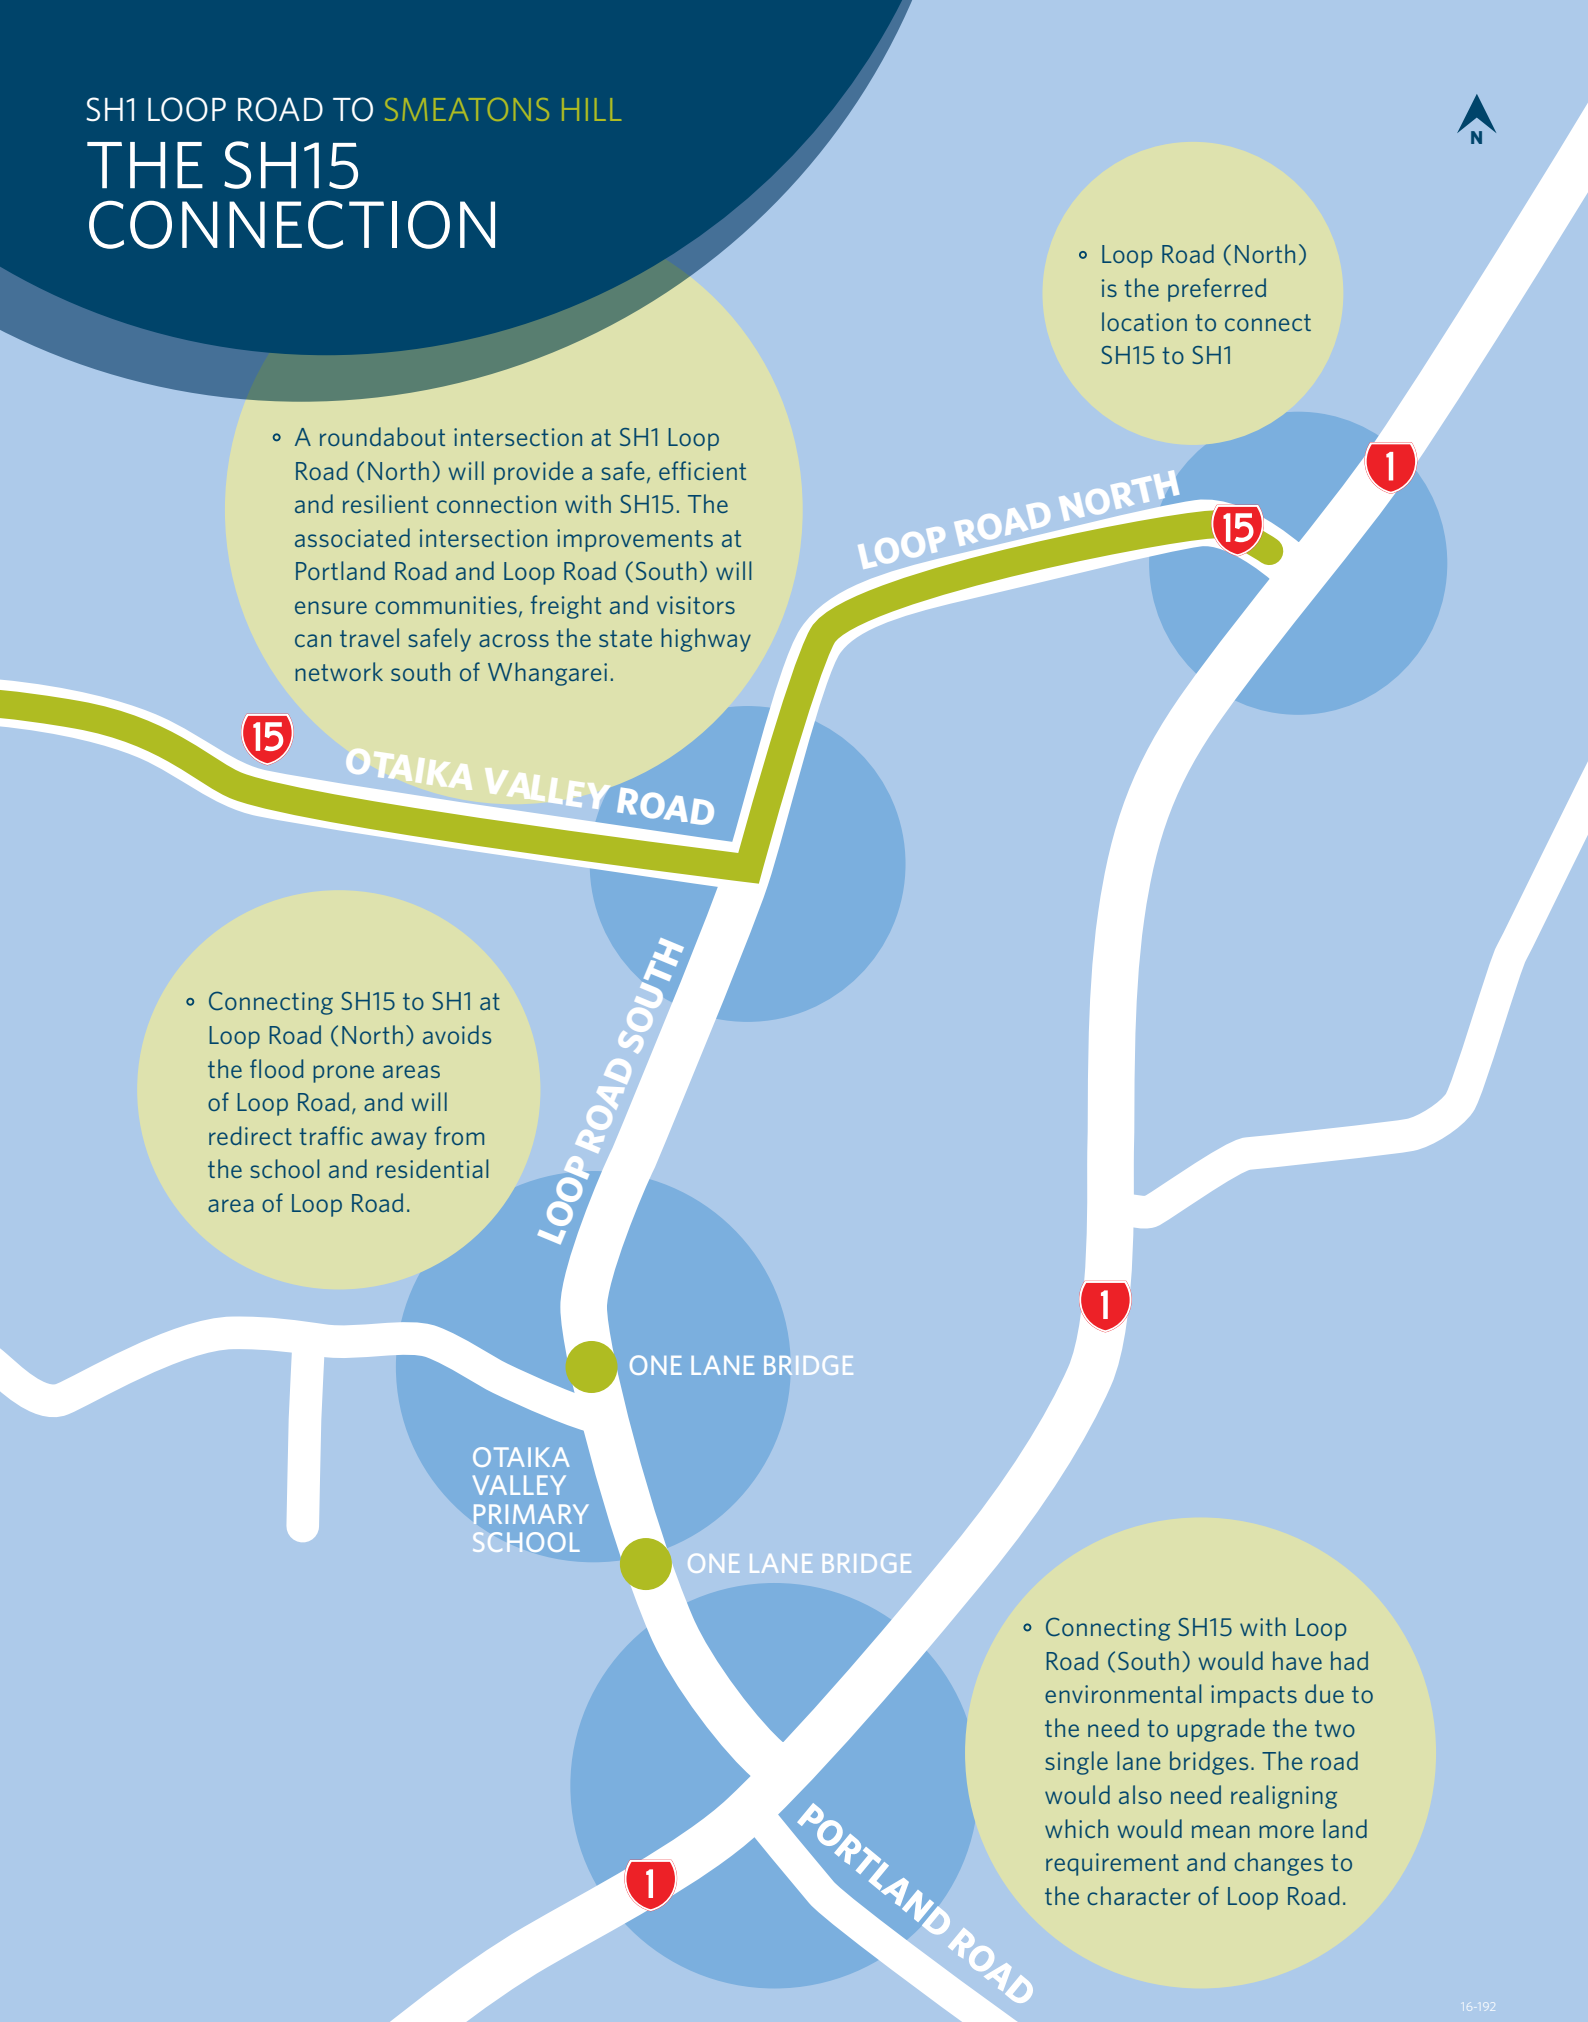 SH1 LOOP ROAD TO SMEATONS HILL
THE SH15
CONNECTION
N
° Loop Road (North)
is the preferred
location to connect
SH15 to SH1
° A roundabout intersection at SH1 Loop
Road (North) will provide a safe, efficient
and resilient connection with SH15. The
associated intersection improvements at
Portland Road and Loop Road (South) will
ensure communities, freight and visitors
can travel safely across the state highway
network south of Whangarei.
1
LOOP ROAD NORTH
15
15
OTAIKA VALLEY ROAD
LOOP ROAD SOUTH
° Connecting SH15 to SH1 at
Loop Road (North) avoids
the flood prone areas
of Loop Road, and will
redirect traffic away from
the school and residential
area of Loop Road.
1
ONE LANE BRIDGE
OTAIKA
VALLEY
PRIMARY
SCHOOL
ONE LANE BRIDGE
° Connecting SH15 with Loop
Road (South) would have had
environmental impacts due to
the need to upgrade the two
single lane bridges. The road
would also need realigning
which would mean more land
requirement and changes to
the character of Loop Road.
1
PORTLAND ROAD
16-192